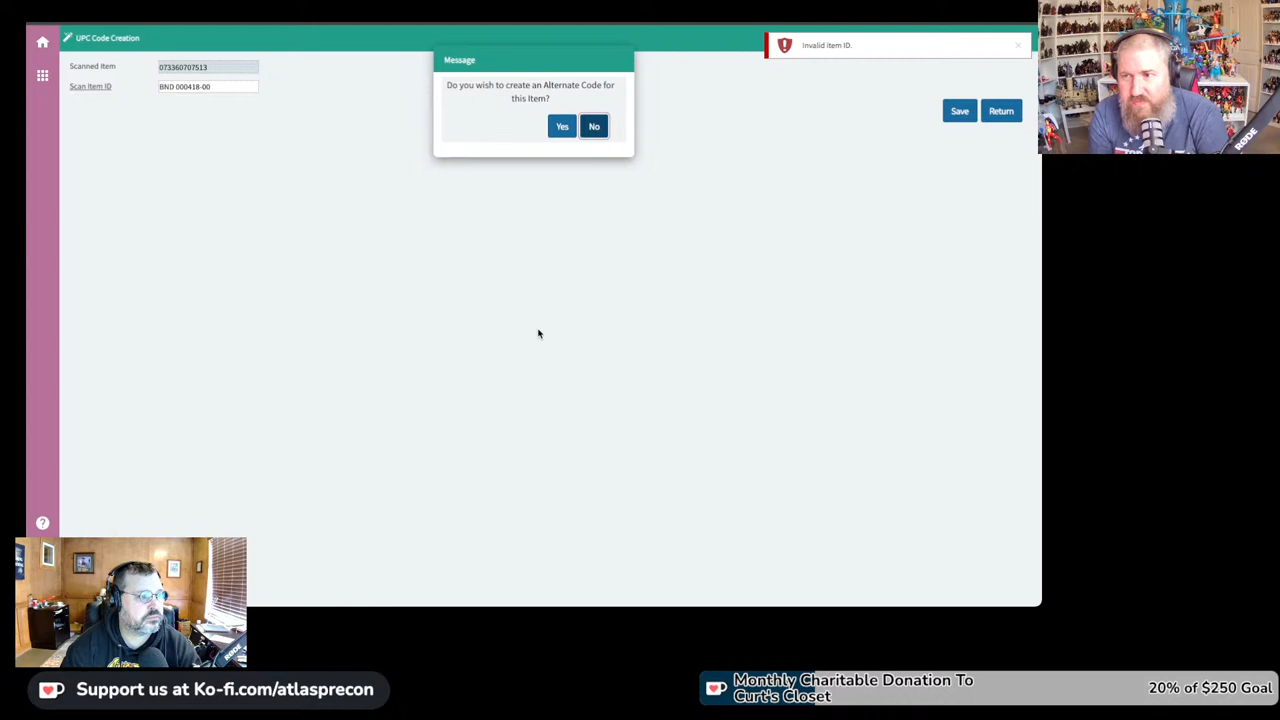 UPC Code Creation
Scanned Item
073360707513
Scan Item ID
BND 000418-00
Message
Do you wish to create an Alternate Code for
this Item?
Yes
No
Invalid Item ID.
Save
Return
RØDE
RØDE
Support us at Ko-fi.com/atlasprecon
Monthly Charitable Donation To
Curt's Closet
20% of $250 Goal